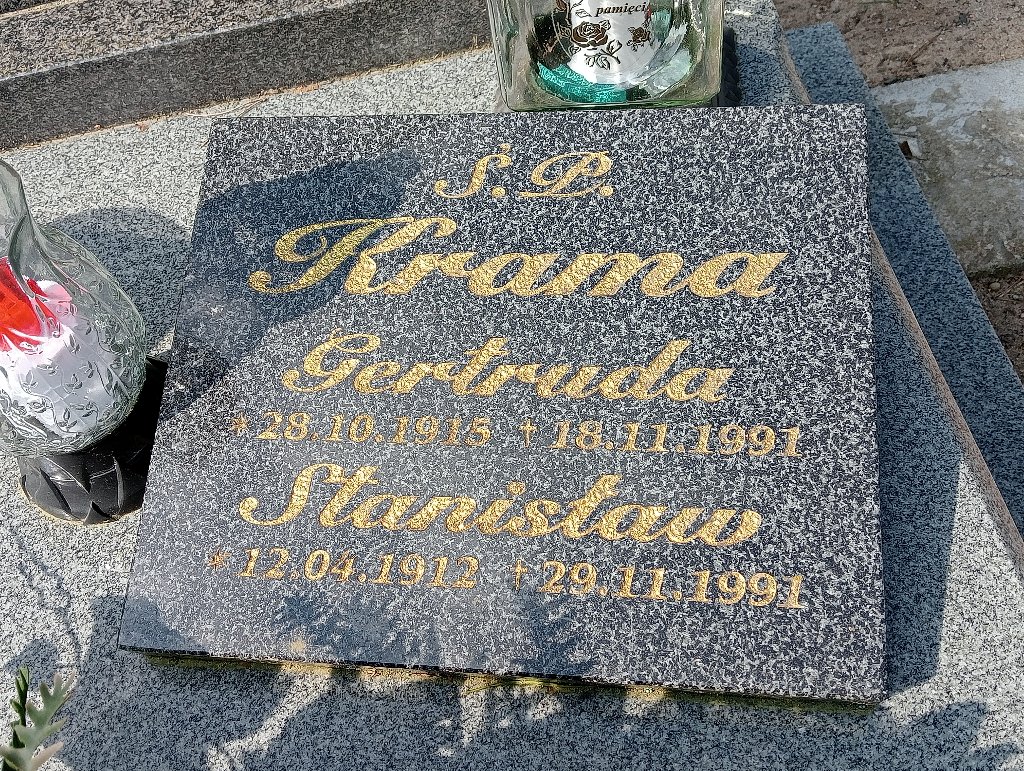 pamięci
Ś.P.
Krama
Gertruda
* 28.10.1915 † 18.11.1991
Stanisław
* 12.04.1912 † 29.11.1991